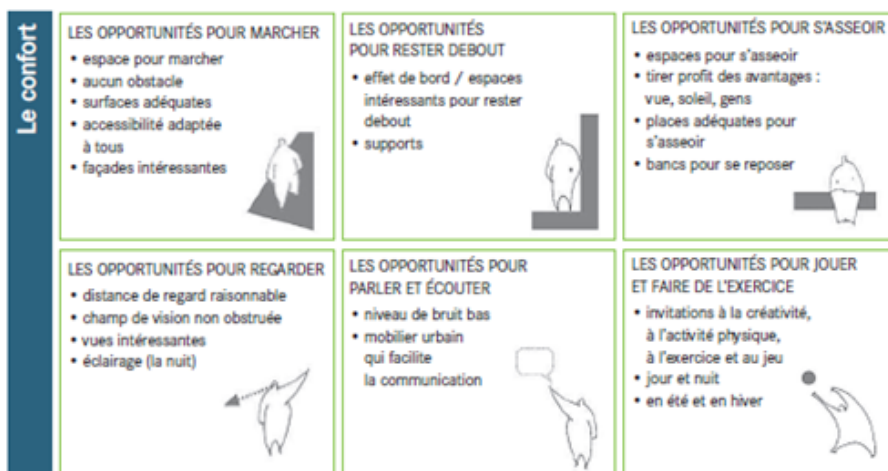 Le confort
LES OPPORTUNITÉS POUR MARCHER
• espace pour marcher
• aucun obstacle
• surfaces adéquates
• accessibilité adaptée
à tous
• façades intéressantes
LES OPPORTUNITÉS
POUR RESTER DEBOUT
• effet de bord / espaces
intéressants pour rester
debout
• supports
LES OPPORTUNITÉS POUR S'ASSEOIR
• espaces pour s'asseoir
• tirer profit des avantages :
vue, soleil, gens
• places adéquates pour
s'asseoir
• bancs pour se reposer
LES OPPORTUNITÉS POUR REGARDER
• distance de regard raisonnable
• champ de vision non obstruée
• vues intéressantes
• éclairage (la nuit)
LES OPPORTUNITÉS POUR
PARLER ET ÉCOUTER
• niveau de bruit bas
• mobilier urbain
qui facilite
la communication
LES OPPORTUNITÉS POUR JOUER
ET FAIRE DE L'EXERCICE
• invitations à la créativité,
à l'activité physique,
à l'exercice et au jeu
• jour et nuit
• en été et en hiver